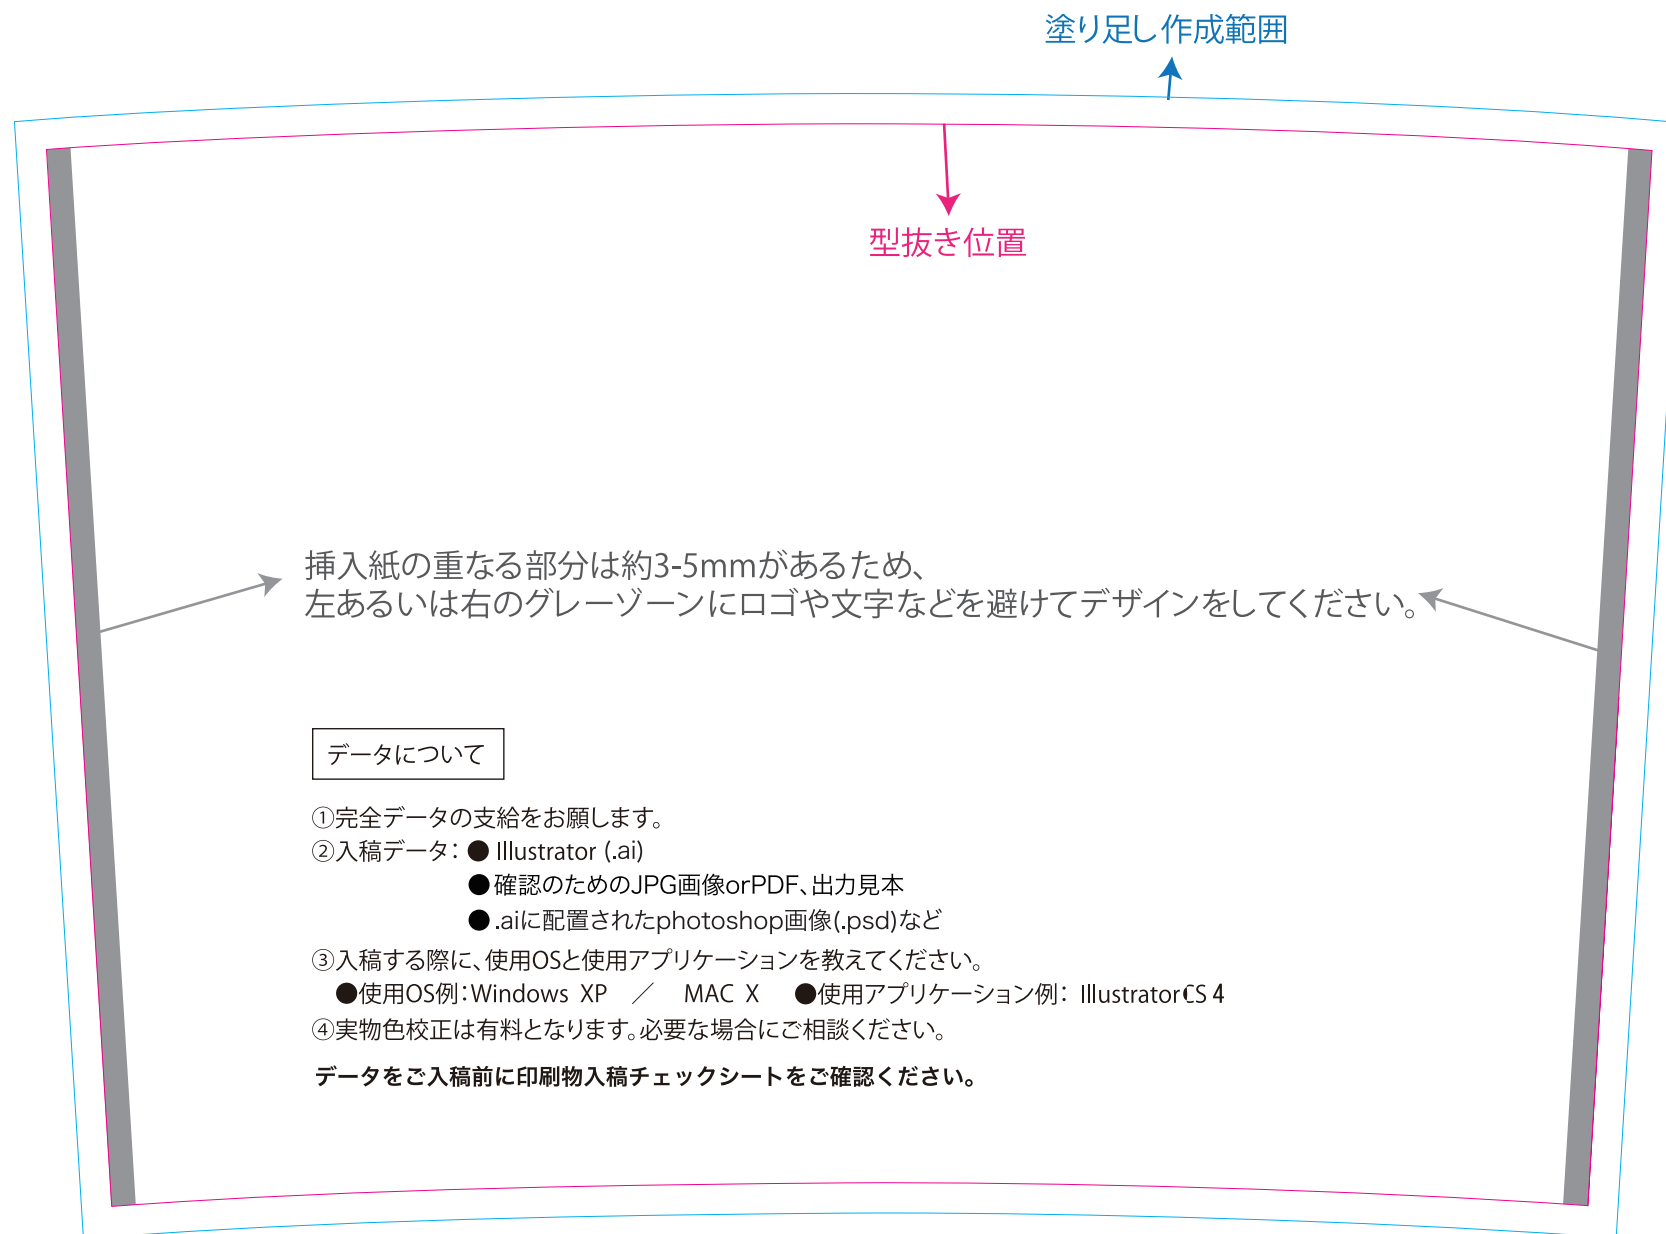 塗り足し作成範囲
型抜き位置
挿入紙の重なる部分は約3-5mmがあるため、
左あるいは右のグレーゾーンにロゴや文字などを避けてデザインをしてください。
データについて
①完全データの支給をお願します。
②入稿データ：● Illustrator (.ai)
●確認のためのJPG画像orPDF、出力見本
●.aiに配置されたphotoshop画像(.psd)など
③入稿する際に、使用OSと使用アプリケーションを教えてください。
●使用OS例：Windows XP ／ MAC X ●使用アプリケーション例： IllustratorCS 4
④実物色校正は有料となります。必要な場合にご相談ください。
データをご入稿前に印刷物入稿チェックシートをご確認ください。